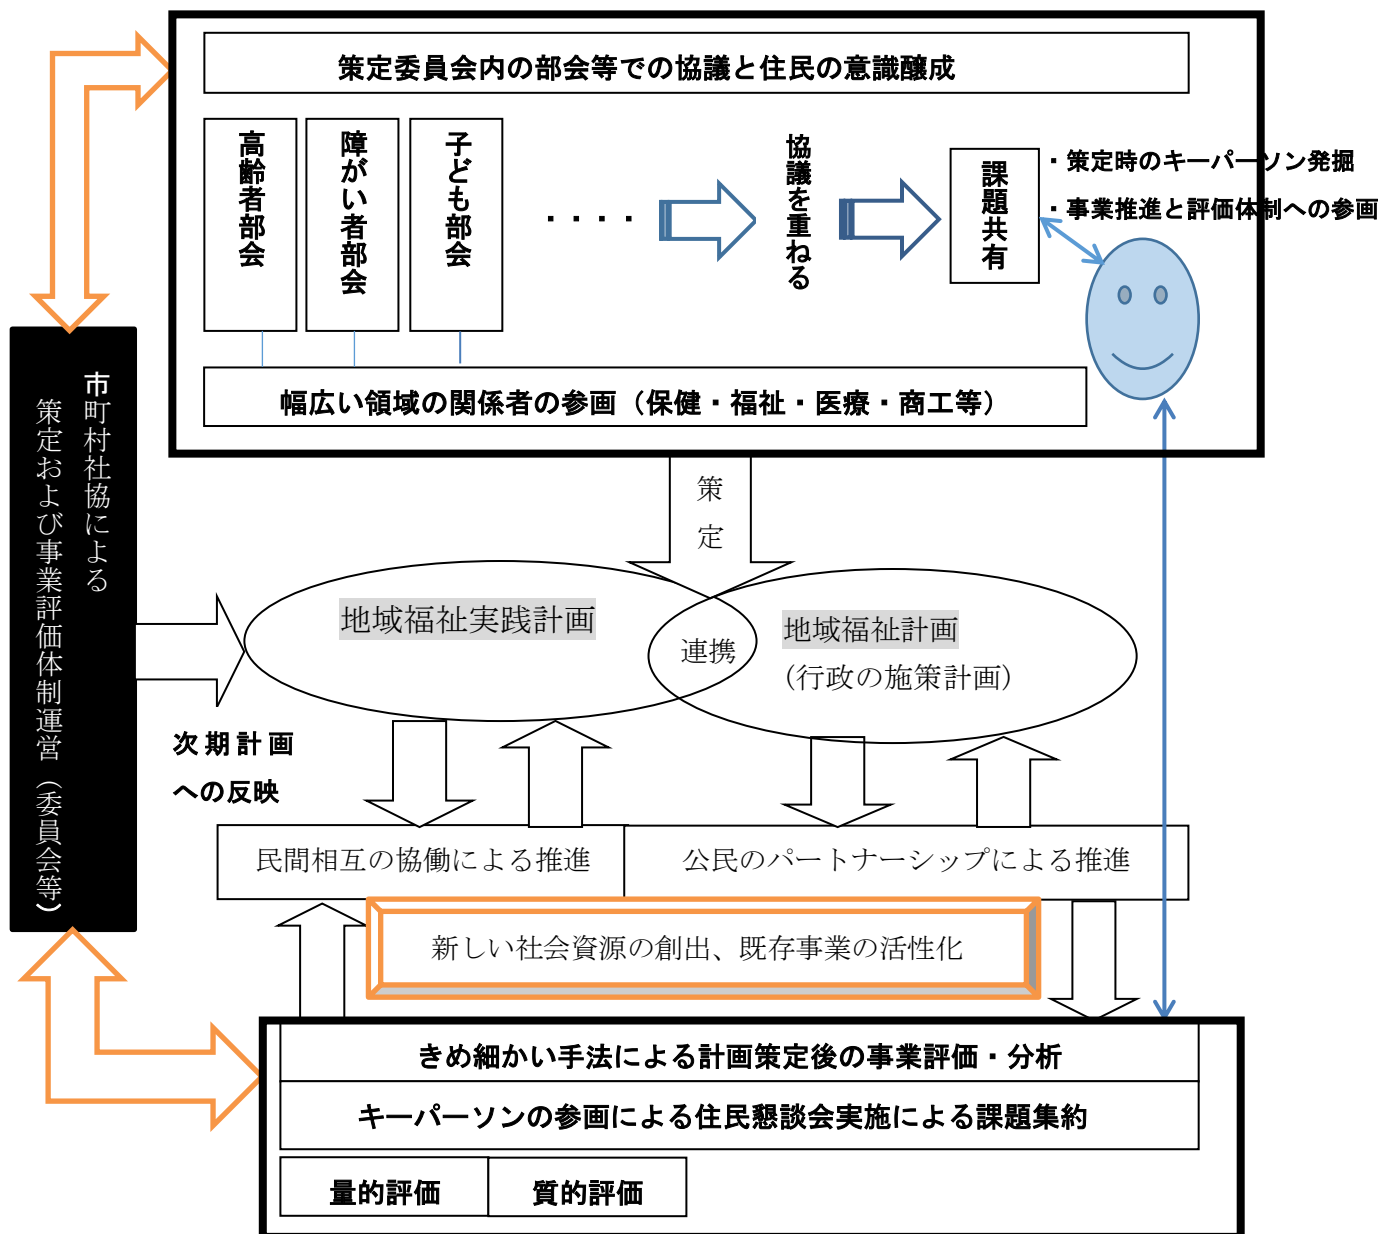 策定委員会内の部会等での協議と住民の意識醸成
高齢者部会
障がい者部会
子ども部会
・・・・
協議を重ねる
課題共有
・策定時のキーパーソン発掘
・事業推進と評価体制への参画
幅広い領域の関係者の参画（保健・福祉・医療・商工等）
市町村社協による
策定および事業評価体制運営（委員会等）
策
定
地域福祉実践計画
連携
地域福祉計画
（行政の施策計画）
次期計画
への反映
民間相互の協働による推進
公民のパートナーシップによる推進
新しい社会資源の創出、既存事業の活性化
きめ細かい手法による計画策定後の事業評価・分析
キーパーソンの参画による住民懇談会実施による課題集約
量的評価
質的評価